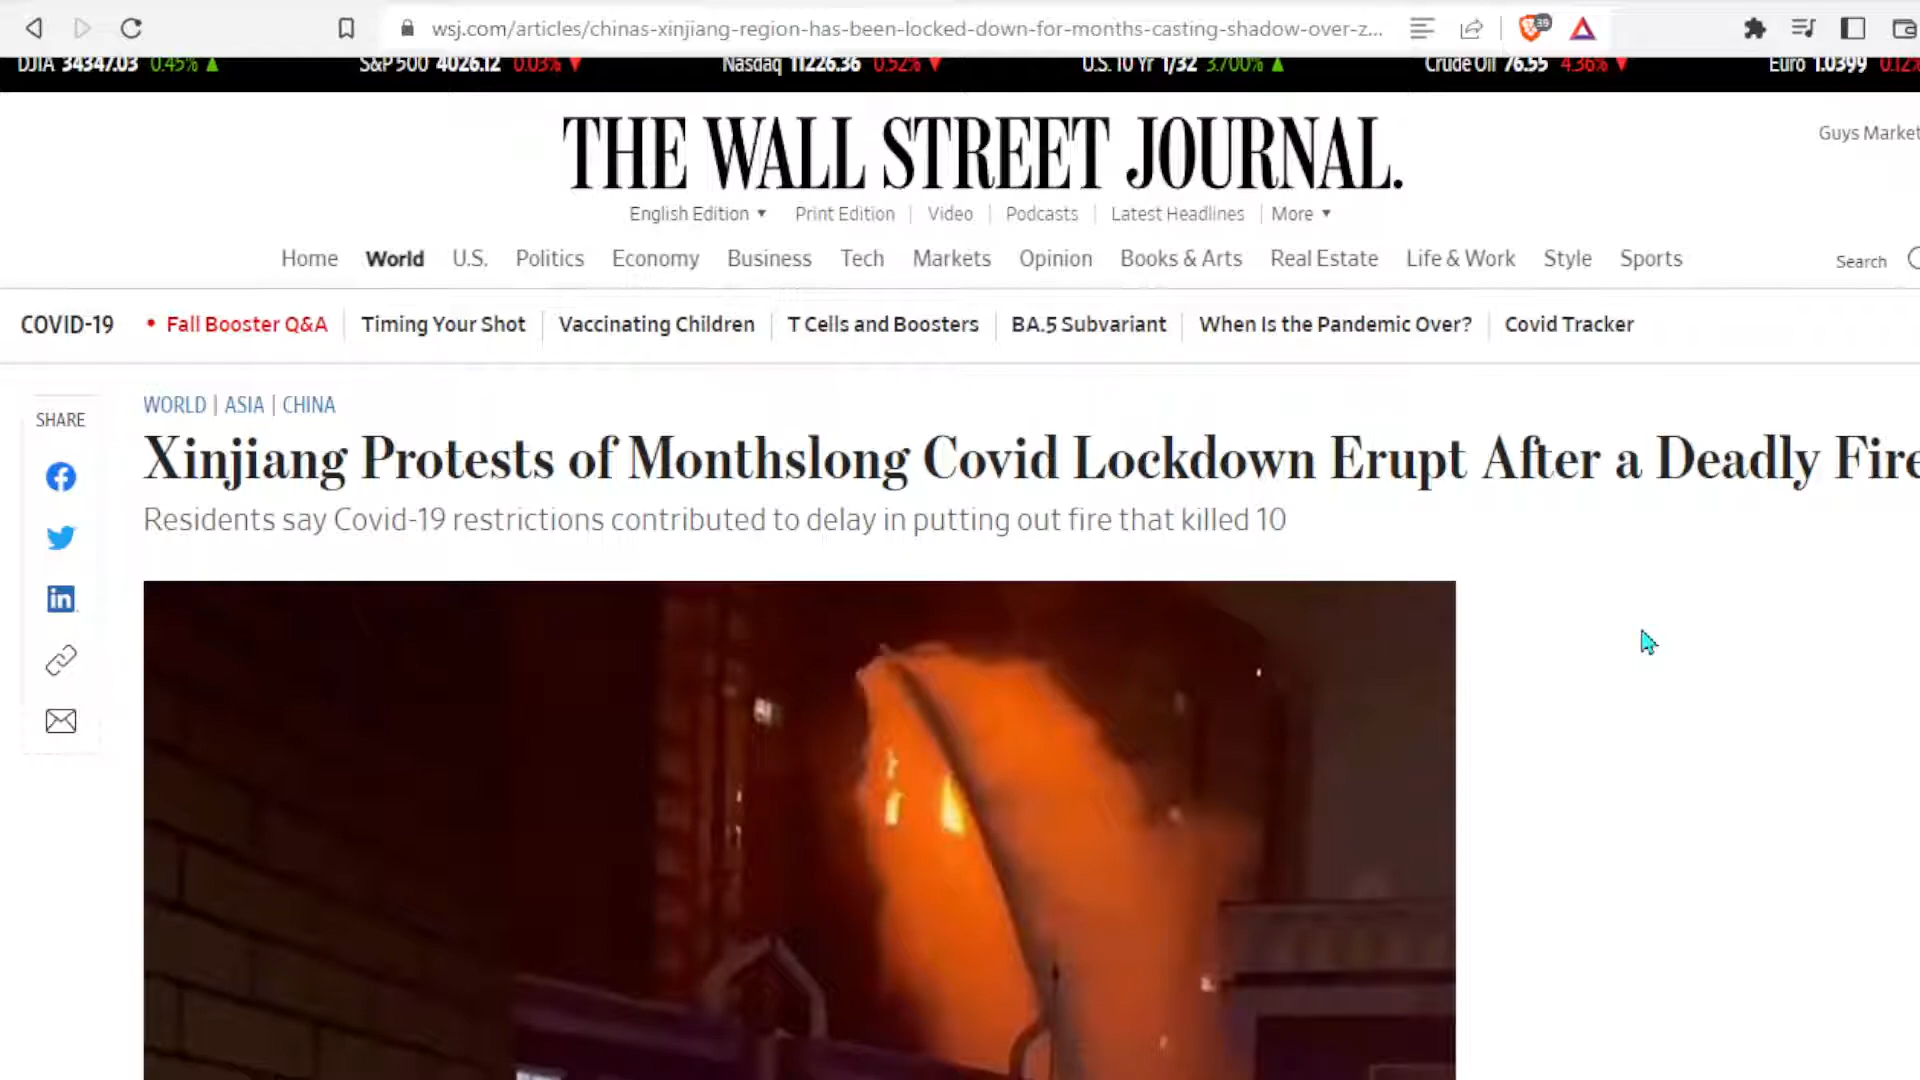 wsj.com/articles/chinas-xinjiang-region-has-been-locked-down-for-months-casting-shadow-over-z...
39
DJIA 34347.03 0.45% ▲ S&P 500 4026.12 0.03% ▼ Nasdaq 11226.36 0.52% ▼ U.S. 10 Yr 1/32 3.700% ▲ Crude Oil 76.55 4.36% ▼ Euro 1.0399 0.12%
THE WALL STREET JOURNAL.
Guys Market
English Edition ▼ Print Edition | Video | Podcasts | Latest Headlines | More ▼
Home World U.S. Politics Economy Business Tech Markets Opinion Books & Arts Real Estate Life & Work Style Sports Search
COVID-19 • Fall Booster Q&A | Timing Your Shot | Vaccinating Children | T Cells and Boosters | BA.5 Subvariant | When Is the Pandemic Over? | Covid Tracker
SHARE
WORLD | ASIA | CHINA
Xinjiang Protests of Monthslong Covid Lockdown Erupt After a Deadly Fire
Residents say Covid-19 restrictions contributed to delay in putting out fire that killed 10